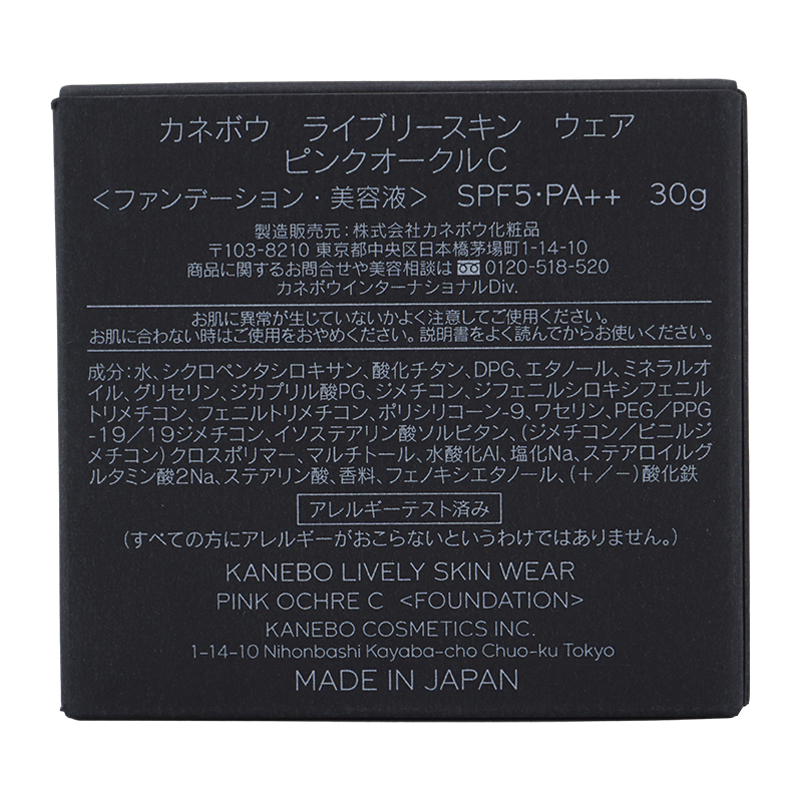 カネボウ ライブリースキン ウェア
ピンクオークルC
<ファンデーション・美容液> SPF5・PA++ 30g
製造販売元：株式会社カネボウ化粧品
〒103-8210 東京都中央区日本橋茅場町1-14-10
商品に関するお問合せや美容相談は 0120-518-520
カネボウインターナショナルDiv.
お肌に異常が生じていないかよく注意してご使用ください。
お肌に合わない時はご使用をおやめください。説明書をよく読んでからお使いください。
成分：水、シクロペンタシロキサン、酸化チタン、DPG、エタノール、ミネラルオ
イル、グリセリン、ジカプリル酸PG、ジメチコン、ジフェニルシロキシフェニル
トリメチコン、フェニルトリメチコン、ポリシリコーン-9、ワセリン、PEG／PPG
-19／19ジメチコン、イソステアリン酸ソルビタン、（ジメチコン／ビニルジ
メチコン）クロスポリマー、マルチトール、水酸化Al、塩化Na、ステアロイルグ
ルタミン酸2Na、ステアリン酸、香料、フェノキシエタノール、（＋／－）酸化鉄
アレルギーテスト済み
（すべての方にアレルギーがおこらないというわけではありません。）
KANEBO LIVELY SKIN WEAR
PINK OCHRE C <FOUNDATION>
KANEBO COSMETICS INC.
1-14-10 Nihonbashi Kayaba-cho Chuo-ku Tokyo
MADE IN JAPAN